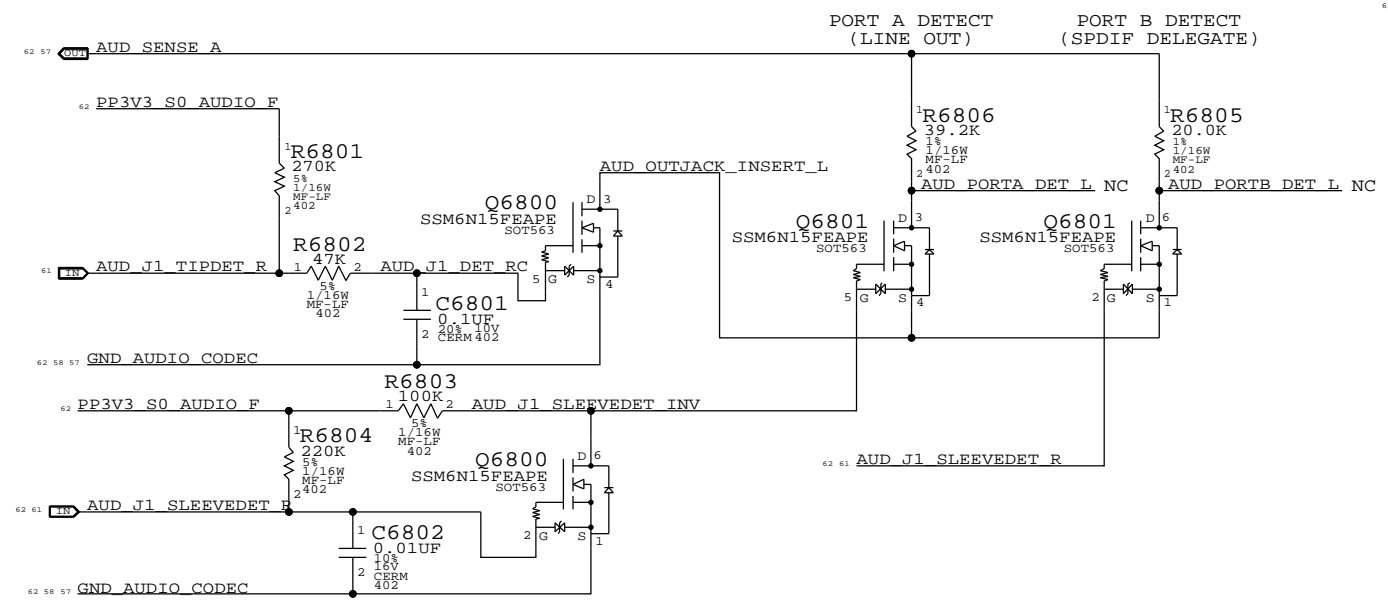 PORT A DETECT
(LINE OUT)
PORT B DETECT
(SPDIF DELEGATE)
62 57 OUT AUD_SENSE_A
62 PP3V3_S0_AUDIO_F
1
R6801
270K
5%
1/16W
MF-LF
402
2
1
R6806
39.2K
1%
1/16W
MF-LF
402
2
1
R6805
20.0K
1%
1/16W
MF-LF
402
2
AUD_OUTJACK_INSERT_L
AUD_PORTA_DET_L NC
AUD_PORTB_DET_L NC
Q6800
SSM6N15FEAPE
SOT563
D 3
5 G S 4
Q6801
SSM6N15FEAPE
SOT563
D 3
5 G S 4
Q6801
SSM6N15FEAPE
SOT563
D 6
2 G S 1
R6802
1 47K 2
5%
1/16W
MF-LF
402
61 IN AUD_J1_TIPDET_R
AUD_J1_DET_RC
1
C6801
0.1UF
20% 10V
CERM 402
2
62 58 57 GND_AUDIO_CODEC
R6803
100K
62 PP3V3_S0_AUDIO_F
1 2 AUD_J1_SLEEVEDET_INV
5%
1/16W
MF-LF
402
1
R6804
220K
5%
1/16W
MF-LF
402
2
Q6800
SSM6N15FEAPE
SOT563
D 6
2 G S 1
62 61 AUD_J1_SLEEVEDET_R
62 61 IN AUD_J1_SLEEVEDET_R
1
C6802
0.01UF
10%
16V
CERM
402
2
62 58 57 GND_AUDIO_CODEC